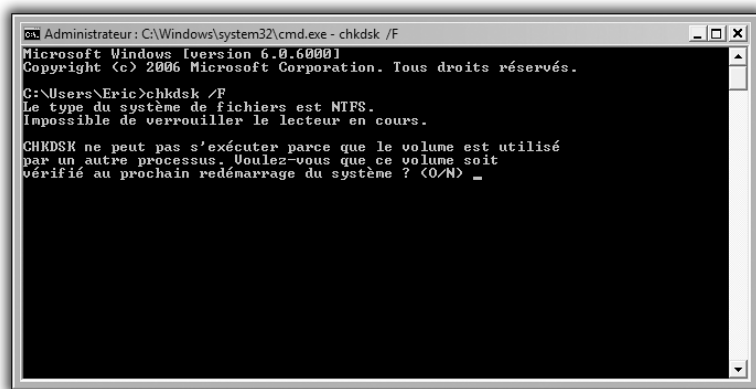 Administrateur : C:\Windows\system32\cmd.exe - chkdsk /F
Microsoft Windows [version 6.0.6000]
Copyright (c) 2006 Microsoft Corporation. Tous droits réservés.
C:\Users\Eric>chkdsk /F
Le type du système de fichiers est NTFS.
Impossible de verrouiller le lecteur en cours.
CHKDSK ne peut pas s'exécuter parce que le volume est utilisé
par un autre processus. Voulez-vous que ce volume soit
vérifié au prochain redémarrage du système ? (O/N) _